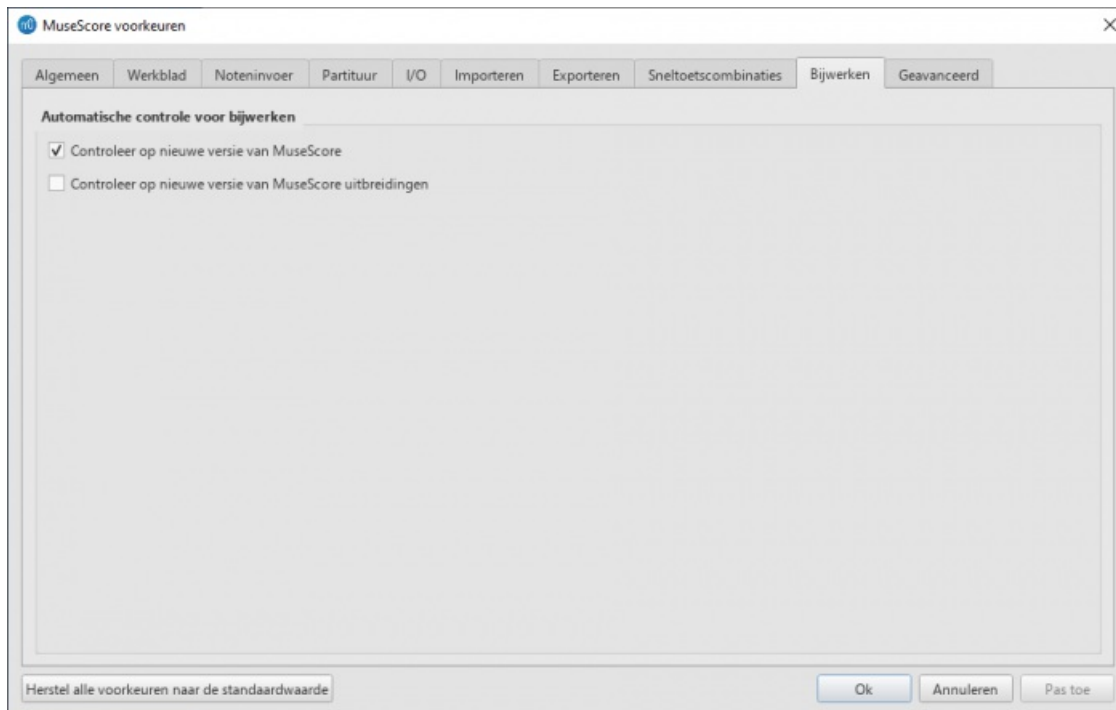 MuseScore voorkeuren
Algemeen Werkblad Noteninvoer Partituur I/O Importeren Exporteren Sneltoetscombinaties Bijwerken Geavanceerd
Automatische controle voor bijwerken
Controleer op nieuwe versie van MuseScore
Controleer op nieuwe versie van MuseScore uitbreidingen
Herstel alle voorkeuren naar de standaardwaarde Ok Annuleren Pas toe